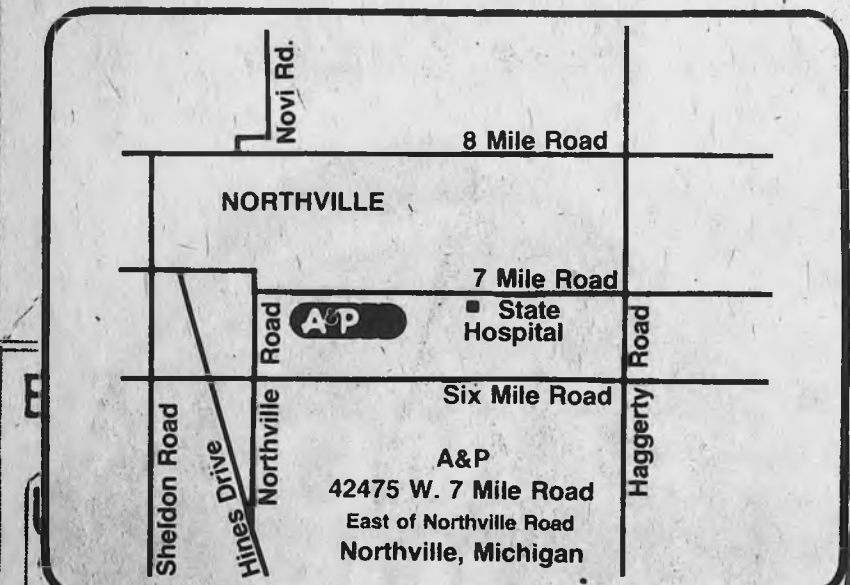 Novi Rd.
8 Mile Road
NORTHVILLE
7 Mile Road
A&P
State
Hospital
Six Mile Road
Sheldon Road
Hines Drive
Northville Road
Haggerty Road
A&P
42475 W. 7 Mile Road
East of Northville Road
Northville, Michigan